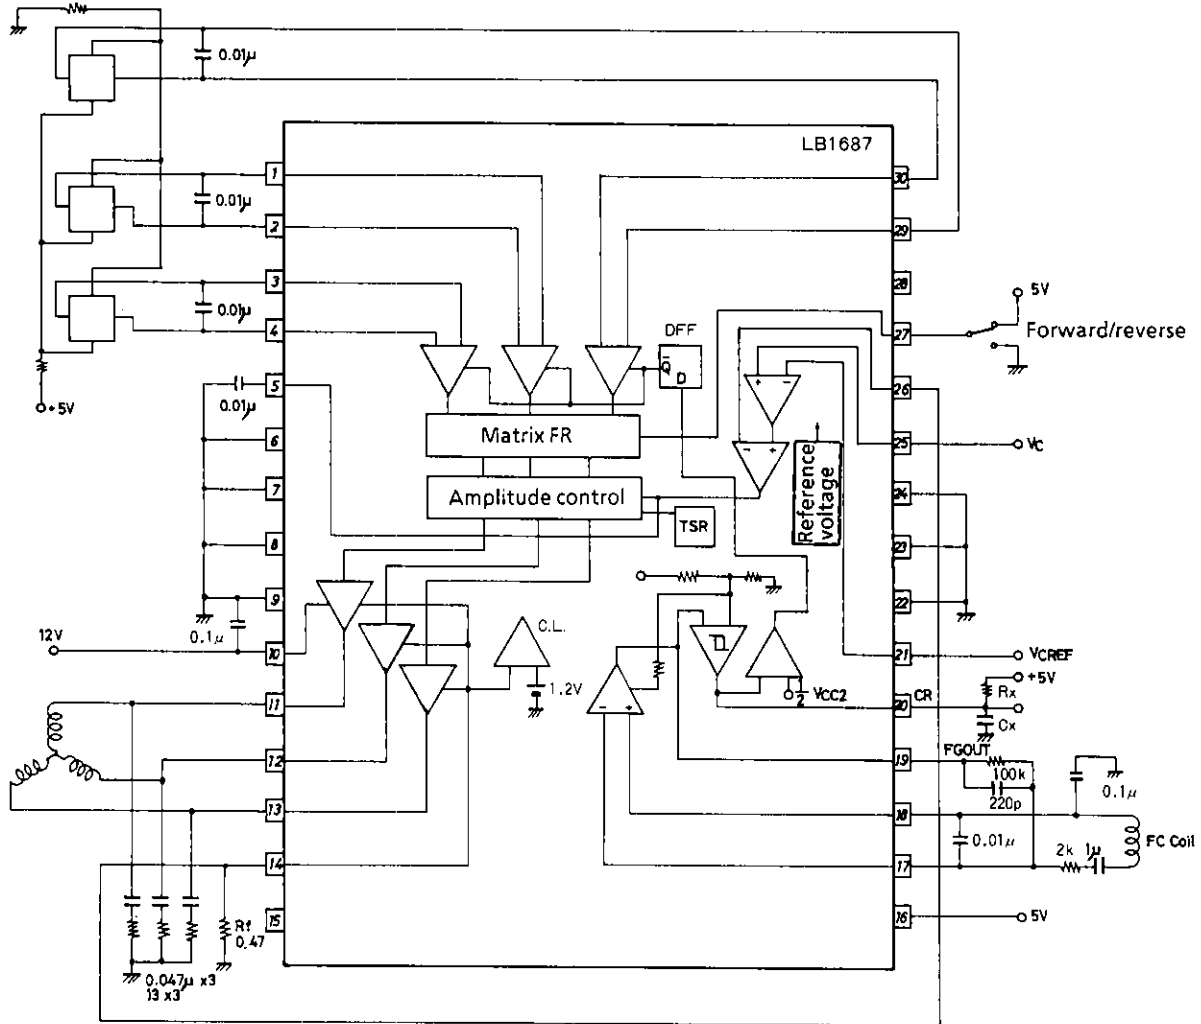 0.01μ
LB1687
1
30
0.01μ
2
29
3
28
0.01μ
5V
4
DFF
27
Forward/reverse
Q̄
D
5
26
+5V
0.01μ
Matrix FR
+ −
6
25
VC
− +
Reference voltage
7
Amplitude control
24
TSR
8
23
9
22
0.1μ
12V
C.L.
10
21
VCREF
+5V
1.2V
VCC2
2
11
20
CR
Rx
Cx
− +
12
19
FGOUT
100k
0.1μ
220p
13
18
0.01μ
FC Coil
2k
1μ
14
17
15
Rf
0.47
16
5V
0.047μ x3
13 x3